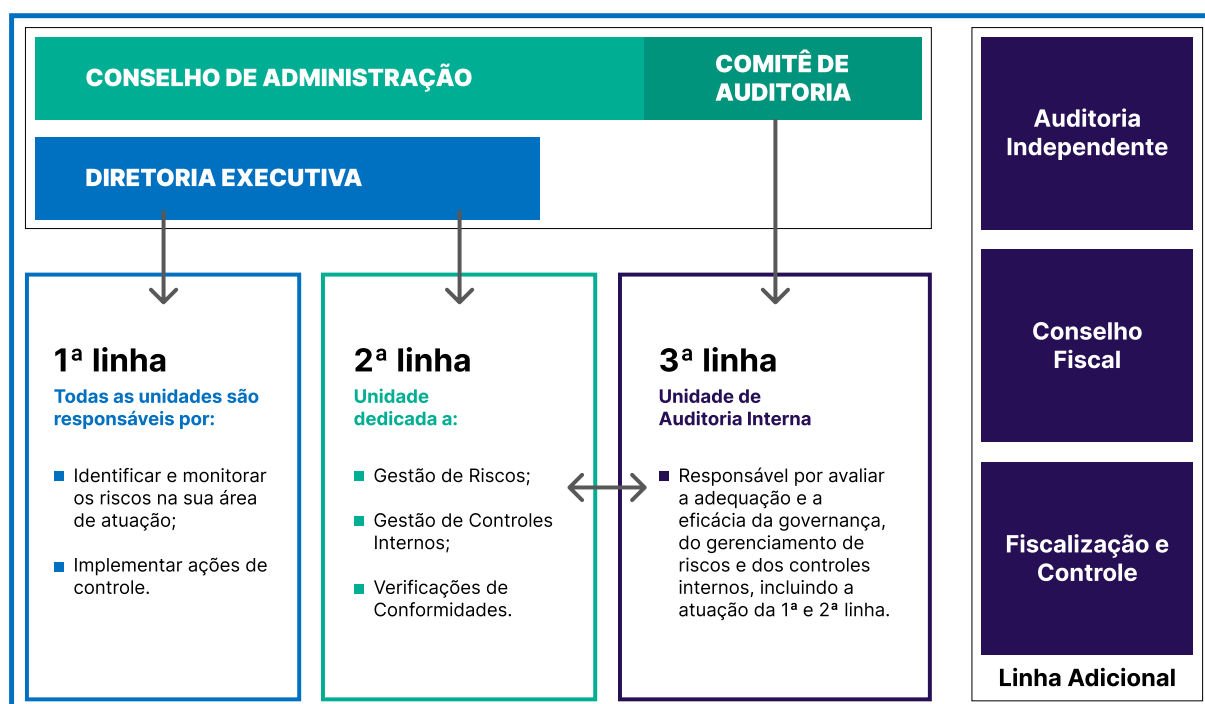 CONSELHO DE ADMINISTRAÇÃO
COMITÊ DE
AUDITORIA
DIRETORIA EXECUTIVA
1ª linha
Todas as unidades são
responsáveis por:
Identificar e monitorar
os riscos na sua área
de atuação;
Implementar ações de
controle.
2ª linha
Unidade
dedicada a:
Gestão de Riscos;
Gestão de Controles
Internos;
Verificações de
Conformidades.
3ª linha
Unidade de
Auditoria Interna
Responsável por avaliar
a adequação e a
eficácia da governança,
do gerenciamento de
riscos e dos controles
internos, incluindo a
atuação da 1ª e 2ª linha.
Auditoria
Independente
Conselho
Fiscal
Fiscalização e
Controle
Linha Adicional